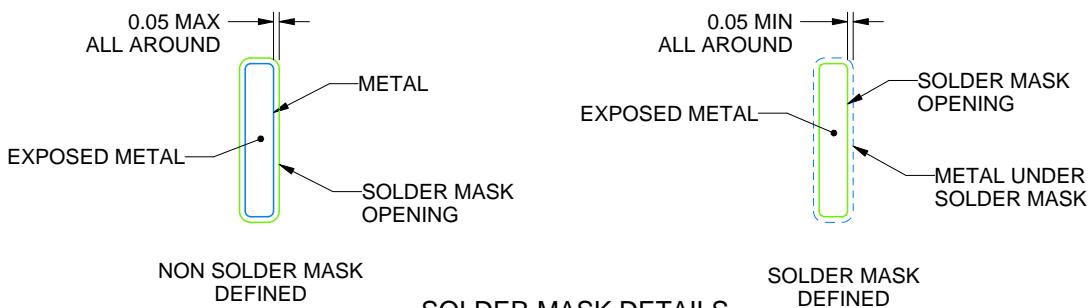 0.05 MAX
ALL AROUND
METAL
EXPOSED METAL
SOLDER MASK
OPENING
NON SOLDER MASK
DEFINED
0.05 MIN
ALL AROUND
SOLDER MASK
OPENING
EXPOSED METAL
METAL UNDER
SOLDER MASK
SOLDER MASK
DEFINED
SOLDER MASK DETAILS